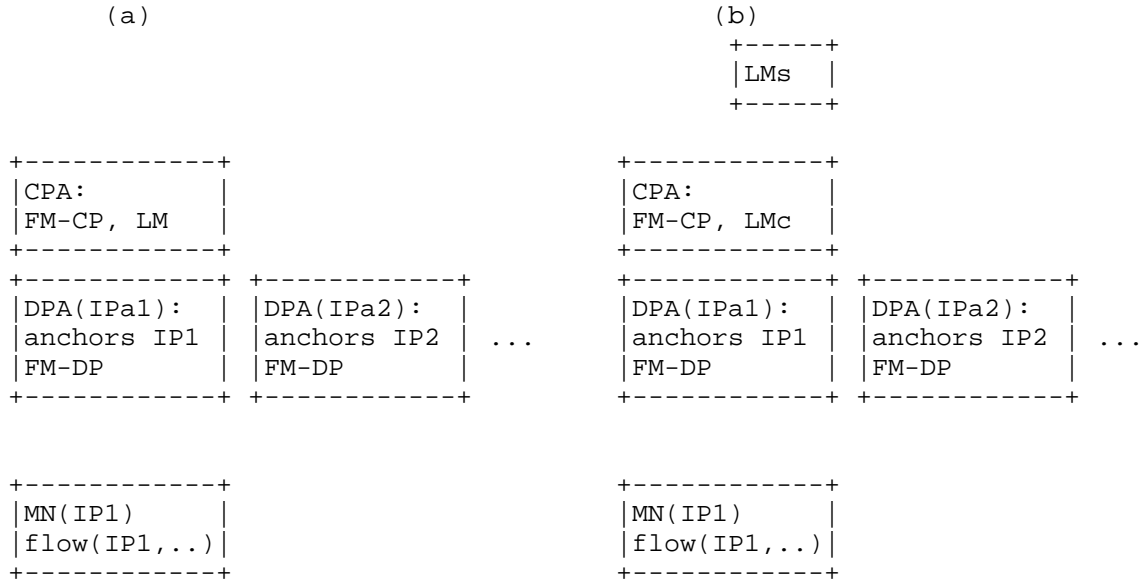 (a) (b)
+-----+
|LMs  |
+-----+
+------------+ +------------+
|CPA:        | |CPA:        |
|FM-CP, LM   | |FM-CP, LMc  |
+------------+ +------------+
+------------+ +------------+ +------------+ +------------+
|DPA(IPa1):  | |DPA(IPa2):  | |DPA(IPa1):  | |DPA(IPa2):  |
|anchors IP1 | |anchors IP2 | ... |anchors IP1 | |anchors IP2 | ...
|FM-DP       | |FM-DP       | |FM-DP       | |FM-DP       |
+------------+ +------------+ +------------+ +------------+
+------------+ +------------+
|MN(IP1)     | |MN(IP1)     |
|flow(IP1,..)| |flow(IP1,..)|
+------------+ +------------+